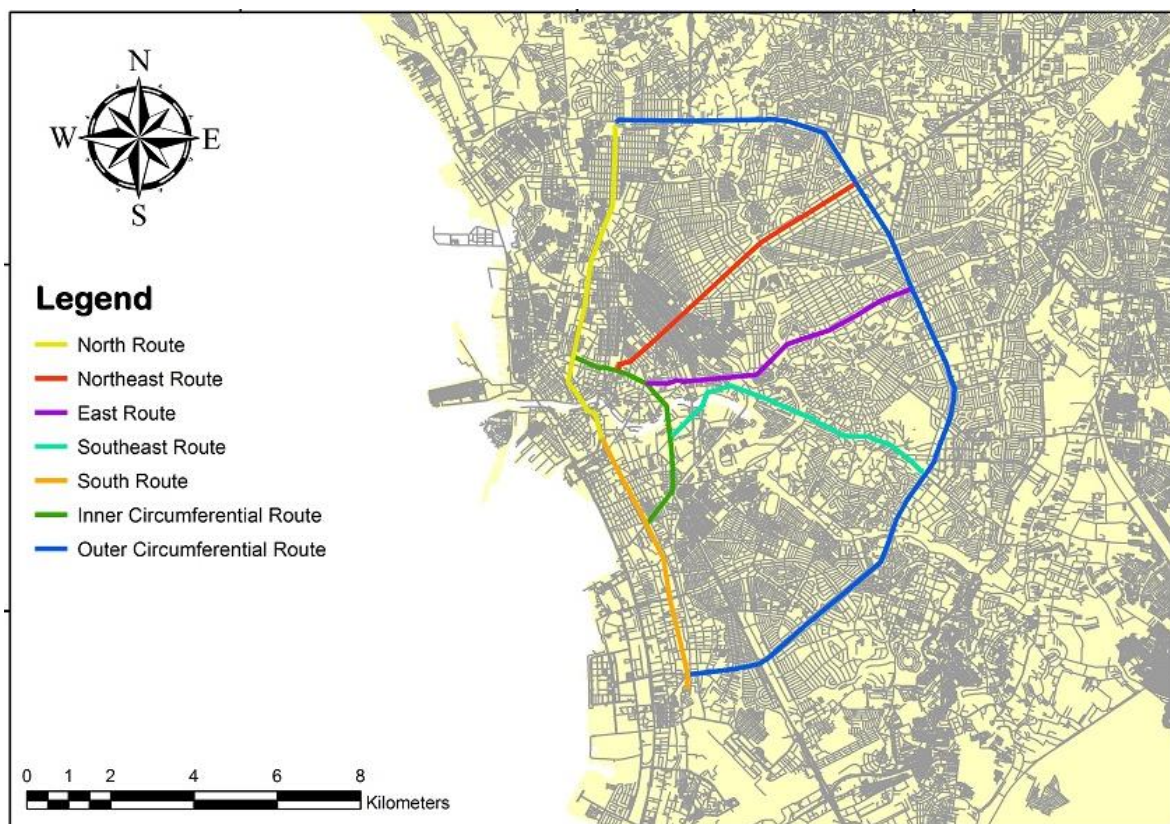 N
W
E
S
Legend
North Route
Northeast Route
East Route
Southeast Route
South Route
Inner Circumferential Route
Outer Circumferential Route
0 1 2 4 6 8
Kilometers